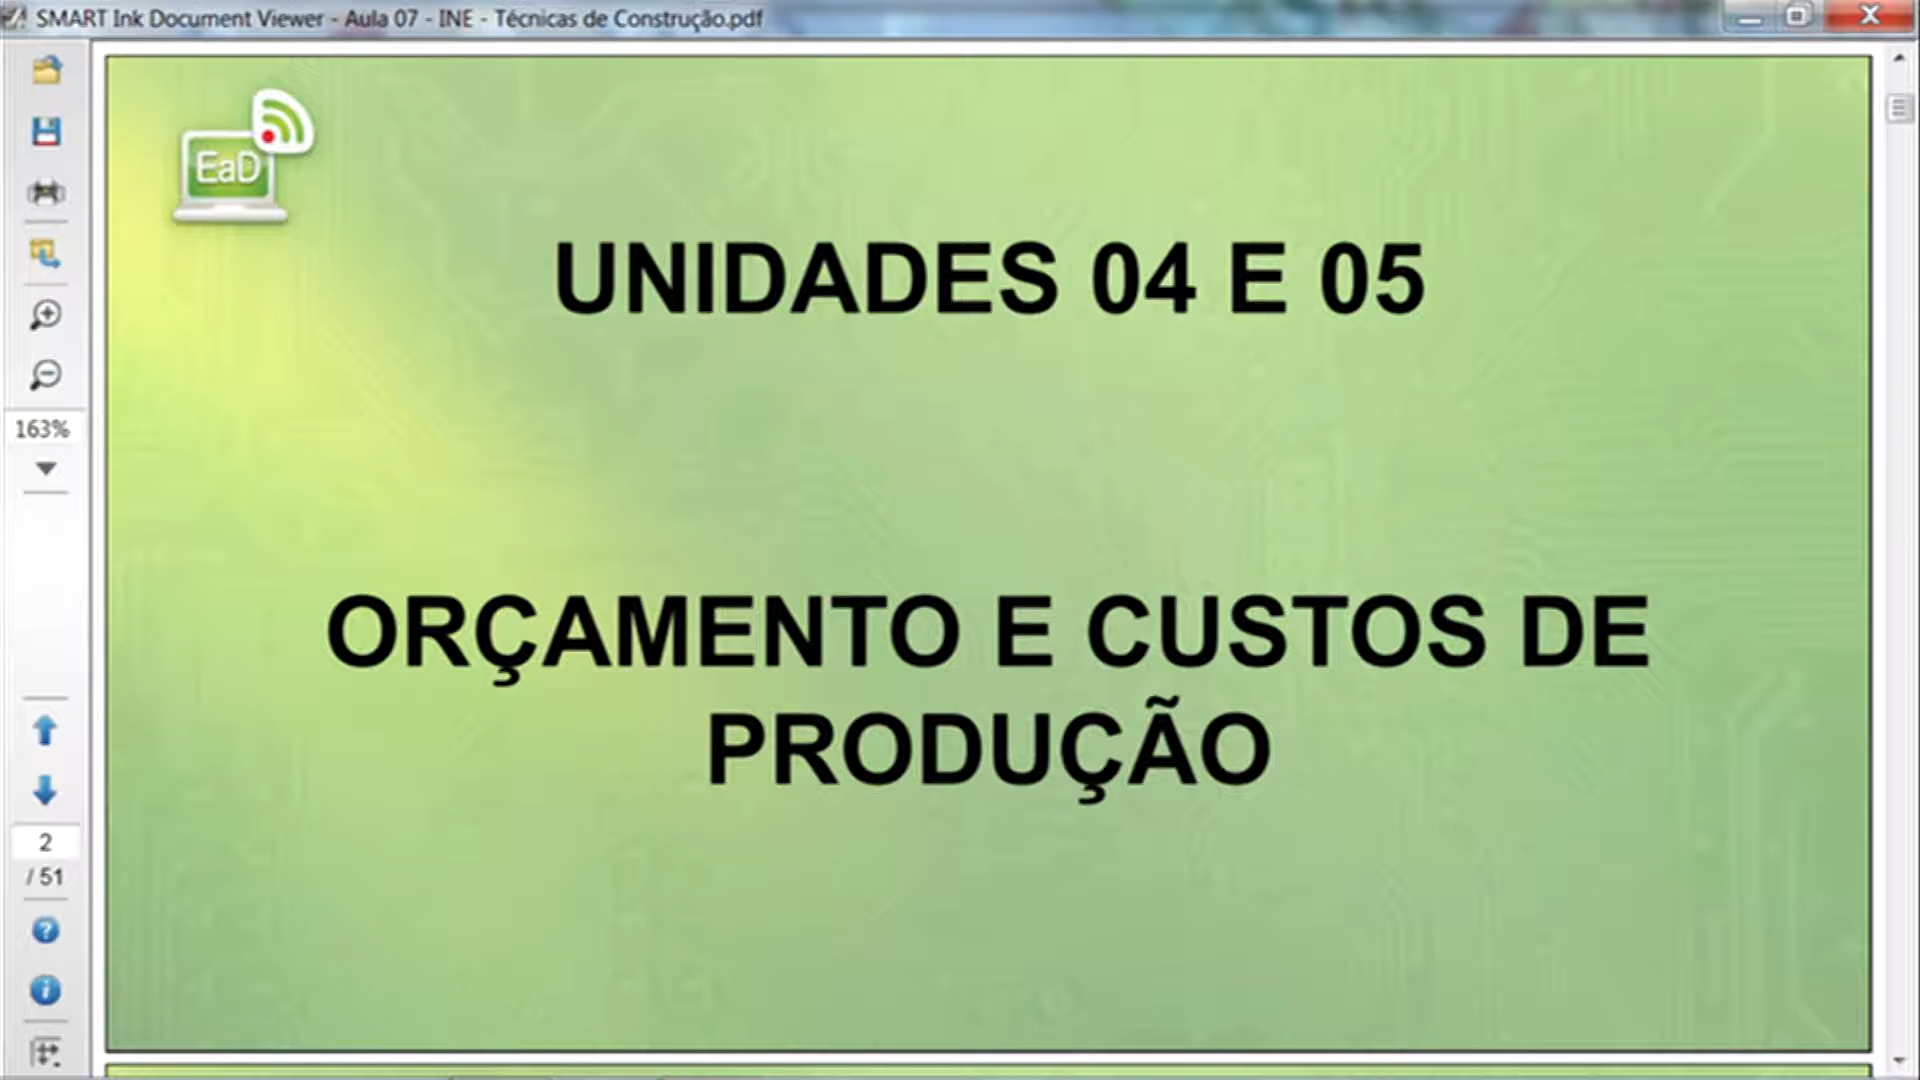 SMART Ink Document Viewer - Aula 07 - INE - Técnicas de Construção.pdf
EaD
UNIDADES 04 E 05
163%
ORÇAMENTO E CUSTOS DE
PRODUÇÃO
2
/ 51